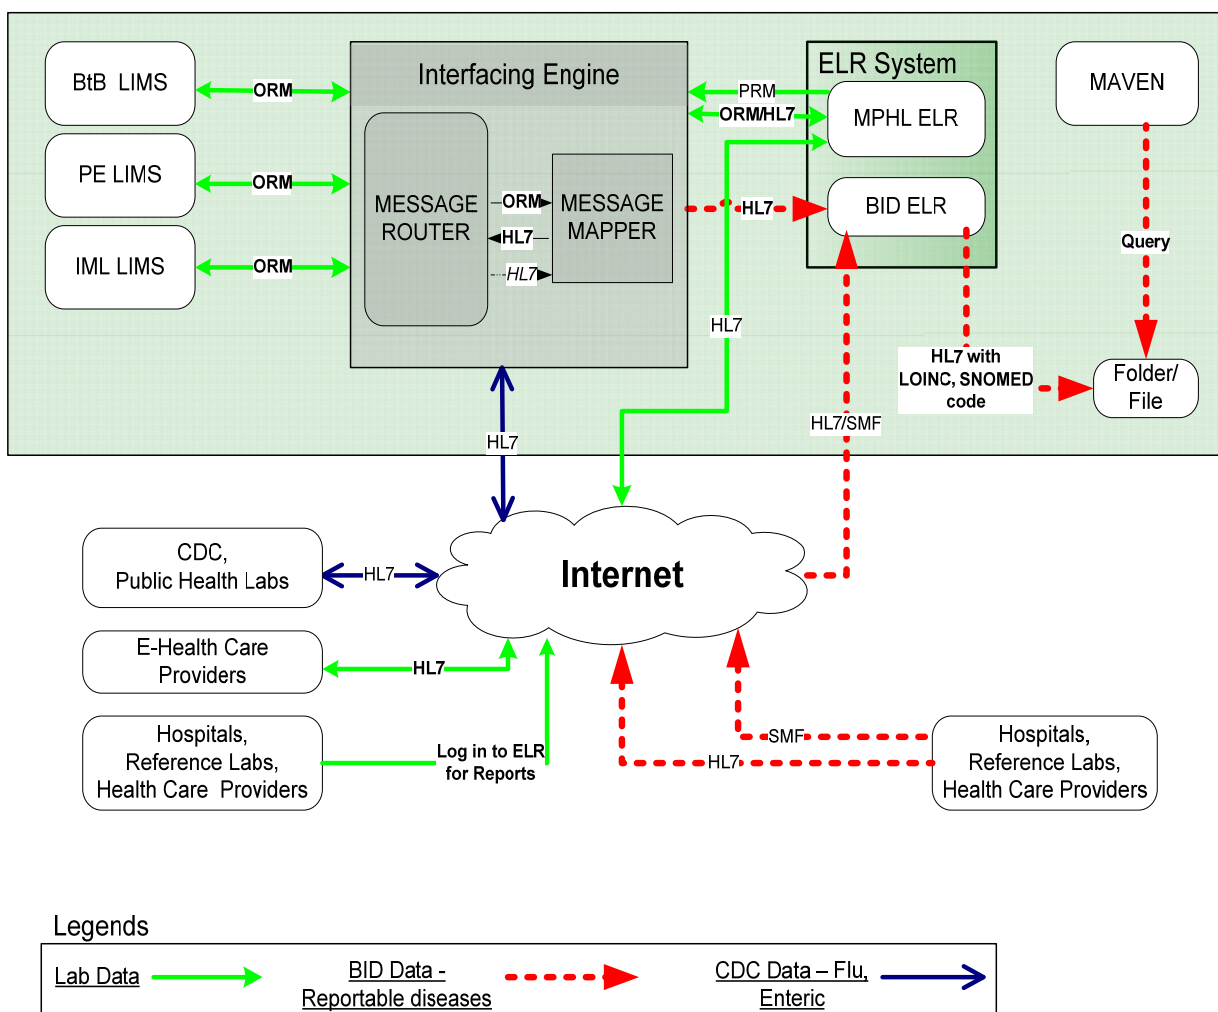 BtB LIMS
PE LIMS
IML LIMS
ORM
ORM
ORM
Interfacing Engine
MESSAGE
ROUTER
ORM
HL7
HL7
MESSAGE
MAPPER
PRM
ORM/HL7
HL7
ELR System
MPHL ELR
BID ELR
MAVEN
Query
HL7 with
LOINC, SNOMED
code
Folder/
File
HL7
HL7/SMF
HL7
Internet
CDC,
Public Health Labs
HL7
E-Health Care
Providers
HL7
Hospitals,
Reference Labs,
Health Care Providers
Log in to ELR
for Reports
SMF
HL7
Hospitals,
Reference Labs,
Health Care Providers
Legends
Lab Data
BID Data -
Reportable diseases
CDC Data – Flu,
Enteric